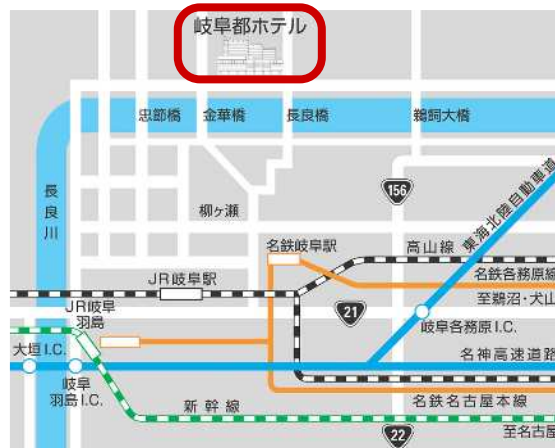 岐阜都ホテル
忠節橋
金華橋
長良橋
鵜飼大橋
長良川
柳ヶ瀬
156
東海北陸自動車道
名鉄岐阜駅
高山線
JR岐阜駅
名鉄各務原線
至鵜沼・犬山
JR岐阜
羽島
21
岐阜各務原I.C.
大垣I.C.
名神高速道路
岐阜
羽島I.C.
名鉄名古屋本線
新幹線
22
至名古屋